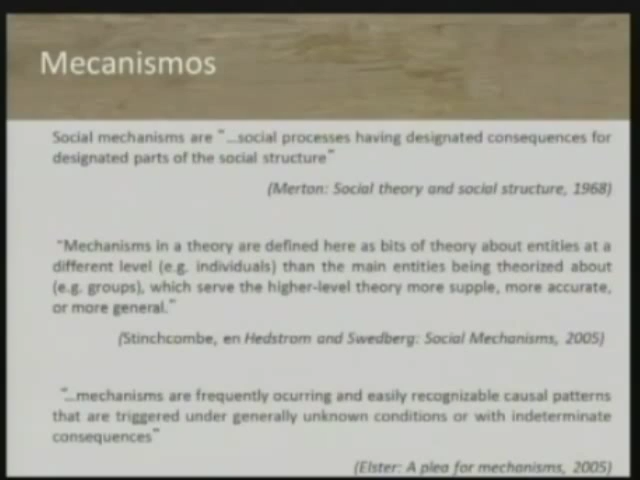 Mecanismos
Social mechanisms are "…social processes having designated consequences for
designated parts of the social structure"
(Merton: Social theory and social structure, 1968)
"Mechanisms in a theory are defined here as bits of theory about entities at a
different level (e.g. individuals) than the main entities being theorized about
(e.g. groups), which serve the higher-level theory more supple, more accurate,
or more general."
(Stinchcombe, en Hedstrom and Swedberg: Social Mechanisms, 2005)
"…mechanisms are frequently ocurring and easily recognizable causal patterns
that are triggered under generally unknown conditions or with indeterminate
consequences"
(Elster: A plea for mechanisms, 2005)